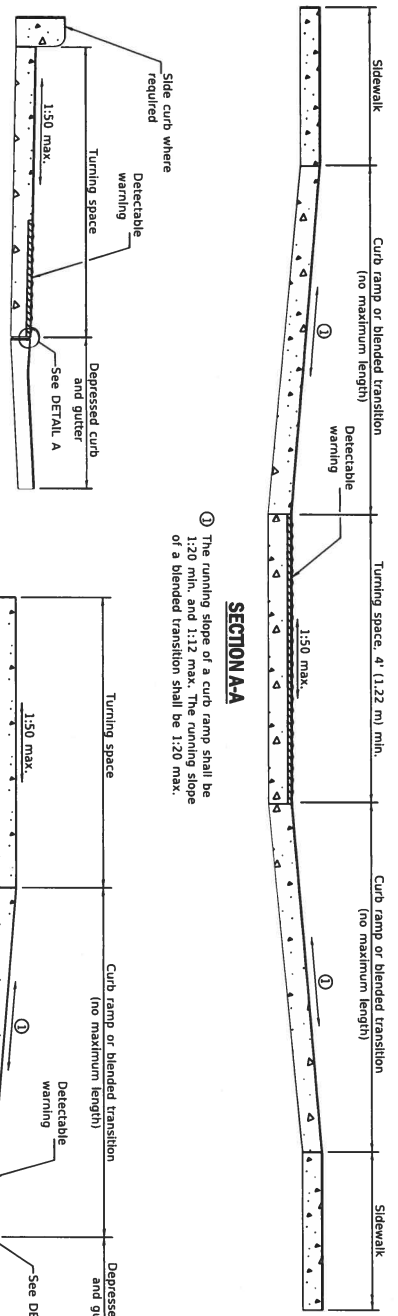 Sidewalk
Curb ramp or blended transition
(no maximum length)
Turning space, 4' (1.22 m) min.
Curb ramp or blended transition
(no maximum length)
Sidewalk
①
Detectable
warning
1:50 max.
①
SECTION A-A
① The running slope of a curb ramp shall be
1:20 min. and 1:12 max. The running slope
of a blended transition shall be 1:20 max.
Side curb where
required
Detectable
warning
Turning space
Depressed curb
and gutter
1:50 max.
See DETAIL A
Turning space
Curb ramp or blended transition
(no maximum length)
1:50 max.
①
Detectable
warning